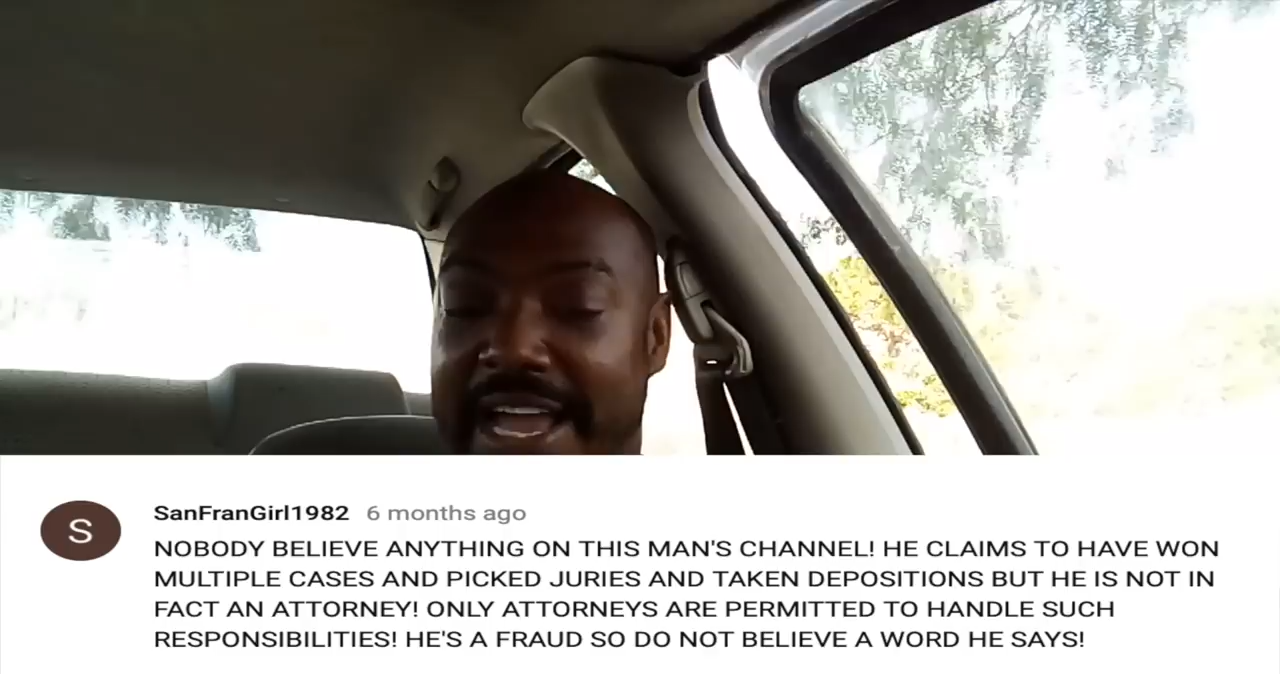 S
SanFranGirl1982 6 months ago
NOBODY BELIEVE ANYTHING ON THIS MAN'S CHANNEL! HE CLAIMS TO HAVE WON
MULTIPLE CASES AND PICKED JURIES AND TAKEN DEPOSITIONS BUT HE IS NOT IN
FACT AN ATTORNEY! ONLY ATTORNEYS ARE PERMITTED TO HANDLE SUCH
RESPONSIBILITIES! HE'S A FRAUD SO DO NOT BELIEVE A WORD HE SAYS!